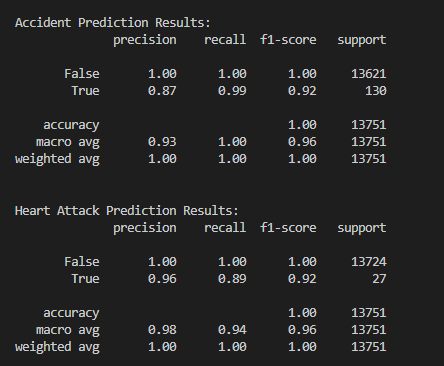 Accident Prediction Results:
precision recall f1-score support
False 1.00 1.00 1.00 13621
True 0.87 0.99 0.92 130
accuracy 1.00 13751
macro avg 0.93 1.00 0.96 13751
weighted avg 1.00 1.00 1.00 13751
Heart Attack Prediction Results:
precision recall f1-score support
False 1.00 1.00 1.00 13724
True 0.96 0.89 0.92 27
accuracy 1.00 13751
macro avg 0.98 0.94 0.96 13751
weighted avg 1.00 1.00 1.00 13751